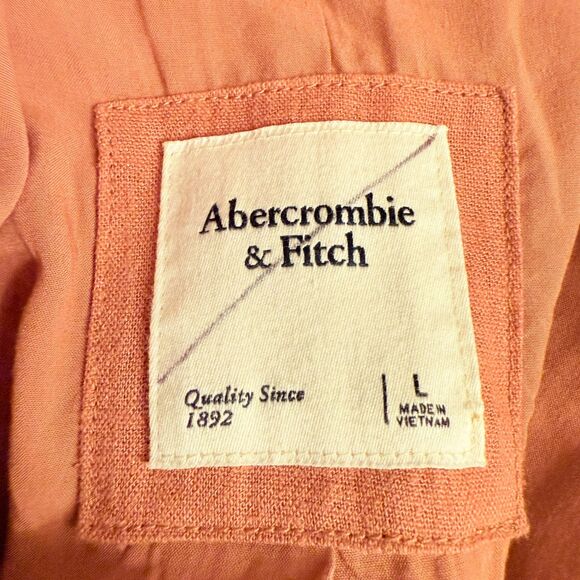 Abercrombie
& Fitch
Quality Since
1892
L
MADE IN
VIETNAM